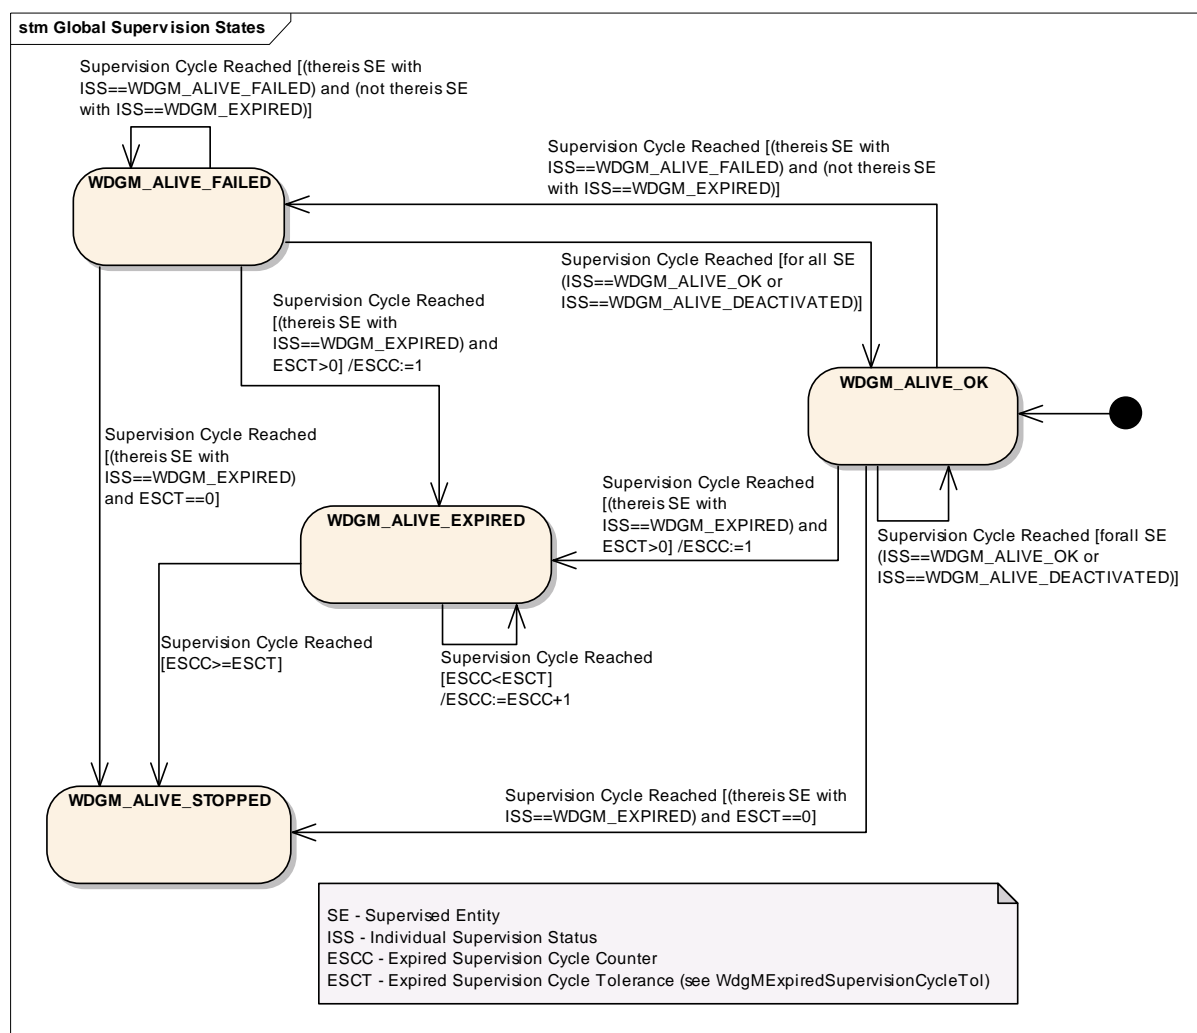 stm Global Supervision States
Supervision Cycle Reached [(thereis SE with
ISS==WDGM_ALIVE_FAILED) and (not thereis SE
with ISS==WDGM_EXPIRED)]
Supervision Cycle Reached [(thereis SE with
ISS==WDGM_ALIVE_FAILED) and (not thereis SE
with ISS==WDGM_EXPIRED)]
WDGM_ALIVE_FAILED
Supervision Cycle Reached [for all SE
(ISS==WDGM_ALIVE_OK or
ISS==WDGM_ALIVE_DEACTIVATED)]
Supervision Cycle Reached
[(thereis SE with
ISS==WDGM_EXPIRED) and
ESCT>0] /ESCC:=1
WDGM_ALIVE_OK
Supervision Cycle Reached
[(thereis SE with
ISS==WDGM_EXPIRED)
and ESCT==0]
Supervision Cycle Reached
[(thereis SE with
ISS==WDGM_EXPIRED) and
ESCT>0] /ESCC:=1
WDGM_ALIVE_EXPIRED
Supervision Cycle Reached [forall SE
(ISS==WDGM_ALIVE_OK or
ISS==WDGM_ALIVE_DEACTIVATED)]
Supervision Cycle Reached
[ESCC>=ESCT]
Supervision Cycle Reached
[ESCC<ESCT]
/ESCC:=ESCC+1
WDGM_ALIVE_STOPPED
Supervision Cycle Reached [(thereis SE with
ISS==WDGM_EXPIRED) and ESCT==0]
SE - Supervised Entity
ISS - Individual Supervision Status
ESCC - Expired Supervision Cycle Counter
ESCT - Expired Supervision Cycle Tolerance (see WdgMExpiredSupervisionCycleTol)